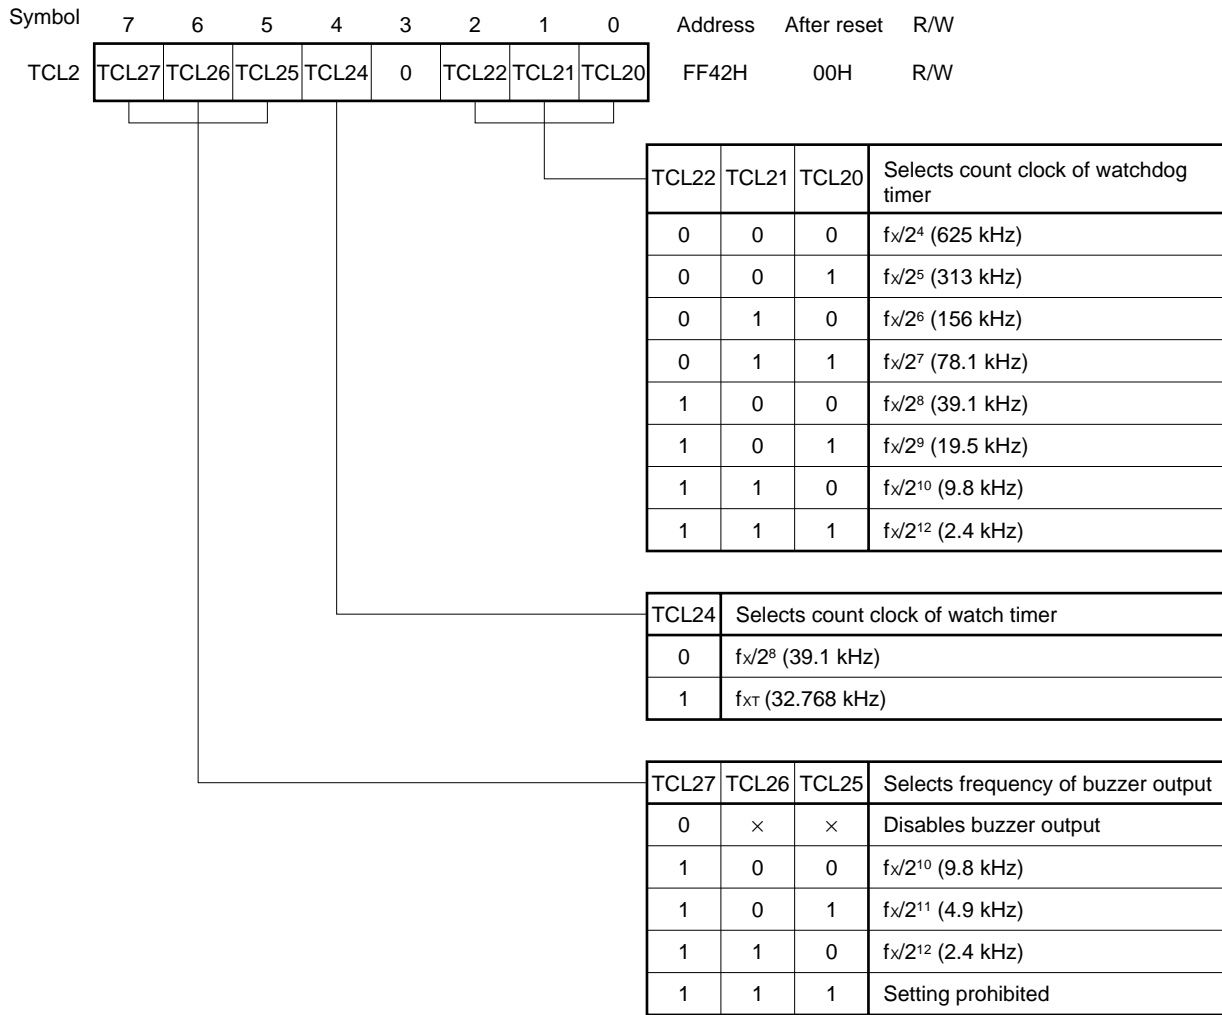 Symbol 7 6 5 4 3 2 1 0 Address After reset R/W
TCL2 TCL27 TCL26 TCL25 TCL24 0 TCL22 TCL21 TCL20 FF42H 00H R/W
TCL22 TCL21 TCL20 Selects count clock of watchdog
timer
0 0 0 fx/2⁴ (625 kHz)
0 0 1 fx/2⁵ (313 kHz)
0 1 0 fx/2⁶ (156 kHz)
0 1 1 fx/2⁷ (78.1 kHz)
1 0 0 fx/2⁸ (39.1 kHz)
1 0 1 fx/2⁹ (19.5 kHz)
1 1 0 fx/2¹⁰ (9.8 kHz)
1 1 1 fx/2¹² (2.4 kHz)
TCL24 Selects count clock of watch timer
0 fx/2⁸ (39.1 kHz)
1 fXT (32.768 kHz)
TCL27 TCL26 TCL25 Selects frequency of buzzer output
0 × × Disables buzzer output
1 0 0 fx/2¹⁰ (9.8 kHz)
1 0 1 fx/2¹¹ (4.9 kHz)
1 1 0 fx/2¹² (2.4 kHz)
1 1 1 Setting prohibited